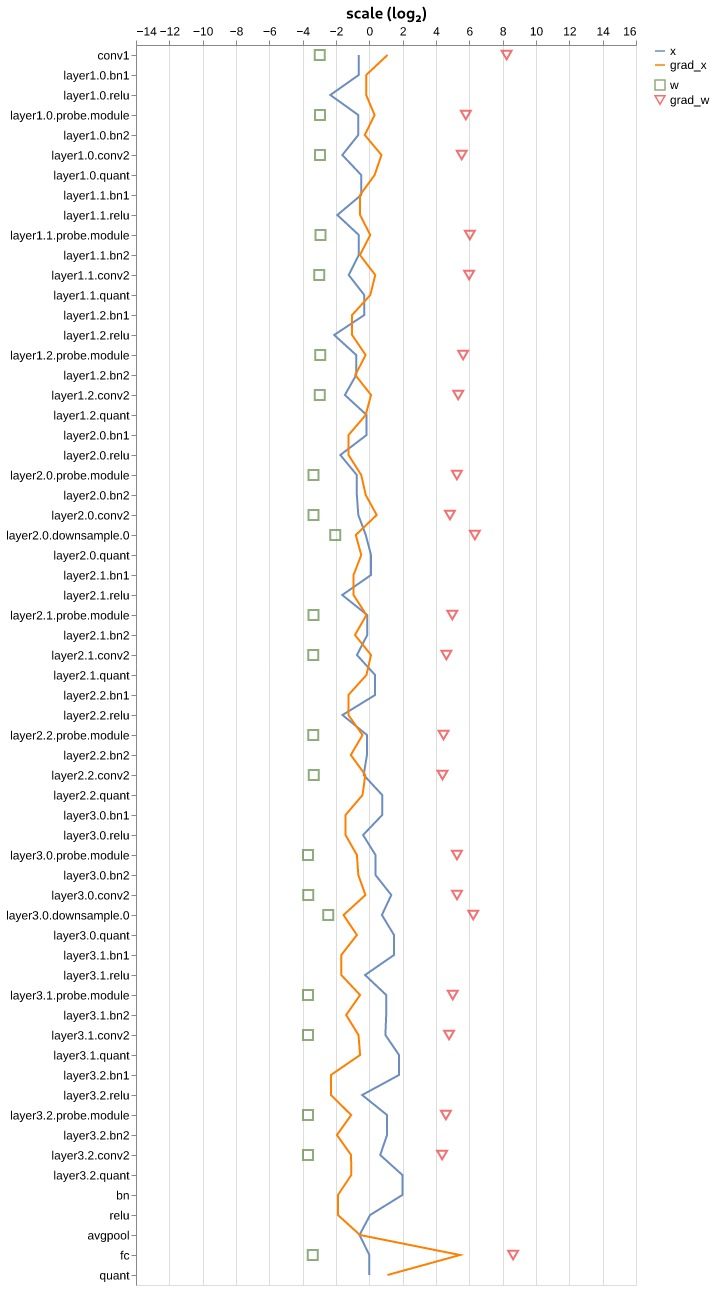 scale (log₂)
−14 −12 −10 −8 −6 −4 −2 0 2 4 6 8 10 12 14 16
x
grad_x
w
grad_w
conv1
layer1.0.bn1
layer1.0.relu
layer1.0.probe.module
layer1.0.bn2
layer1.0.conv2
layer1.0.quant
layer1.1.bn1
layer1.1.relu
layer1.1.probe.module
layer1.1.bn2
layer1.1.conv2
layer1.1.quant
layer1.2.bn1
layer1.2.relu
layer1.2.probe.module
layer1.2.bn2
layer1.2.conv2
layer1.2.quant
layer2.0.bn1
layer2.0.relu
layer2.0.probe.module
layer2.0.bn2
layer2.0.conv2
layer2.0.downsample.0
layer2.0.quant
layer2.1.bn1
layer2.1.relu
layer2.1.probe.module
layer2.1.bn2
layer2.1.conv2
layer2.1.quant
layer2.2.bn1
layer2.2.relu
layer2.2.probe.module
layer2.2.bn2
layer2.2.conv2
layer2.2.quant
layer3.0.bn1
layer3.0.relu
layer3.0.probe.module
layer3.0.bn2
layer3.0.conv2
layer3.0.downsample.0
layer3.0.quant
layer3.1.bn1
layer3.1.relu
layer3.1.probe.module
layer3.1.bn2
layer3.1.conv2
layer3.1.quant
layer3.2.bn1
layer3.2.relu
layer3.2.probe.module
layer3.2.bn2
layer3.2.conv2
layer3.2.quant
bn
relu
avgpool
fc
quant